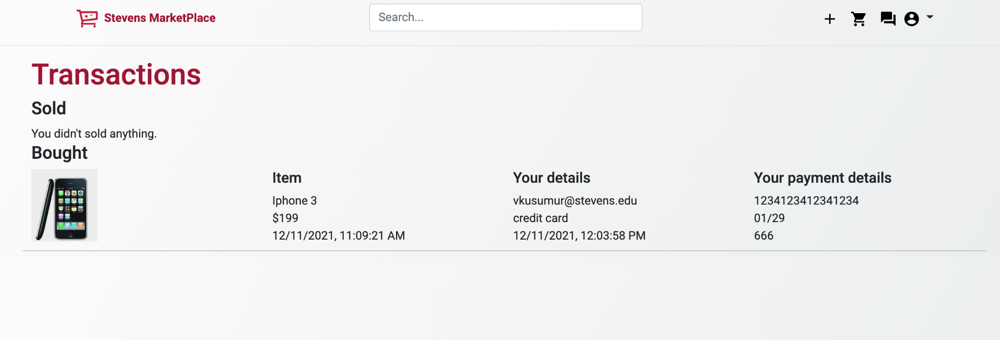 Stevens MarketPlace
Search...
Transactions
Sold
You didn't sold anything.
Bought
Item
Iphone 3
$199
12/11/2021, 11:09:21 AM
Your details
vkusumur@stevens.edu
credit card
12/11/2021, 12:03:58 PM
Your payment details
1234123412341234
01/29
666